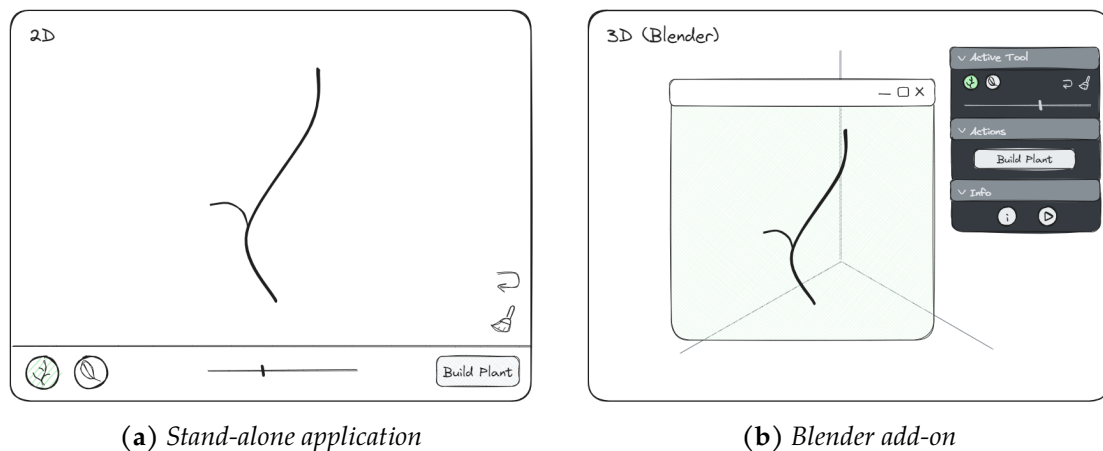 2D
Build Plant
3D (Blender)
Active Tool
Actions
Build Plant
Info
i
(a) Stand-alone application
(b) Blender add-on